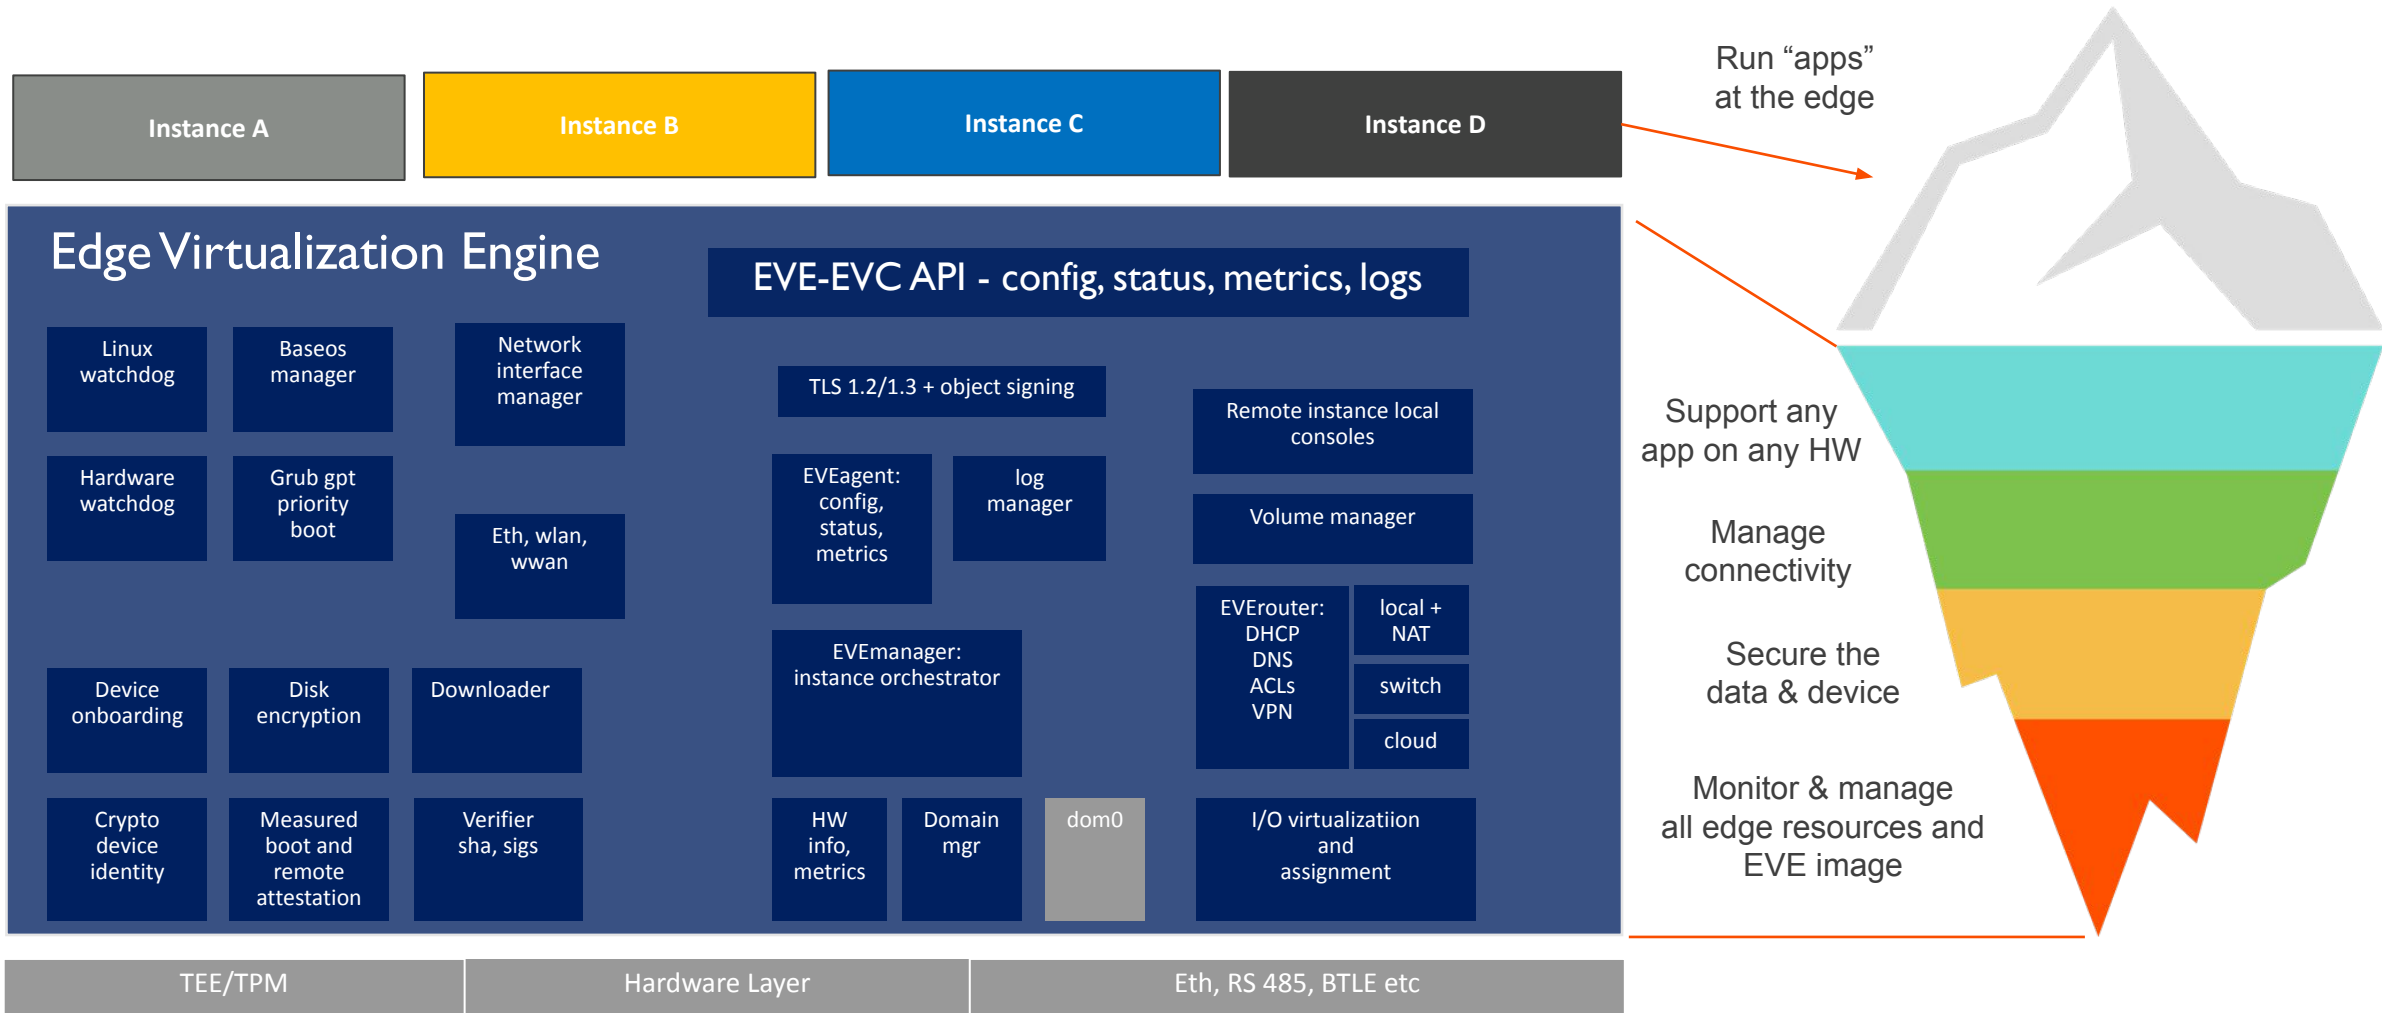 Instance A
Instance B
Instance C
Instance D
Run “apps”
at the edge
Edge Virtualization Engine
EVE-EVC API - config, status, metrics, logs
Linux
watchdog
Baseos
manager
Network
interface
manager
TLS 1.2/1.3 + object signing
Remote instance local
consoles
Hardware
watchdog
Grub gpt
priority
boot
Eth, wlan,
wwan
EVEagent:
config,
status,
metrics
log
manager
Volume manager
EVErouter:
DHCP
DNS
ACLs
VPN
local +
NAT
switch
cloud
EVEmanager:
instance orchestrator
Device
onboarding
Disk
encryption
Downloader
Crypto
device
identity
Measured
boot and
remote
attestation
Verifier
sha, sigs
HW
info,
metrics
Domain
mgr
dom0
I/O virtualizatiion
and
assignment
Support any
app on any HW
Manage
connectivity
Secure the
data & device
Monitor & manage
all edge resources and
EVE image
TEE/TPM
Hardware Layer
Eth, RS 485, BTLE etc